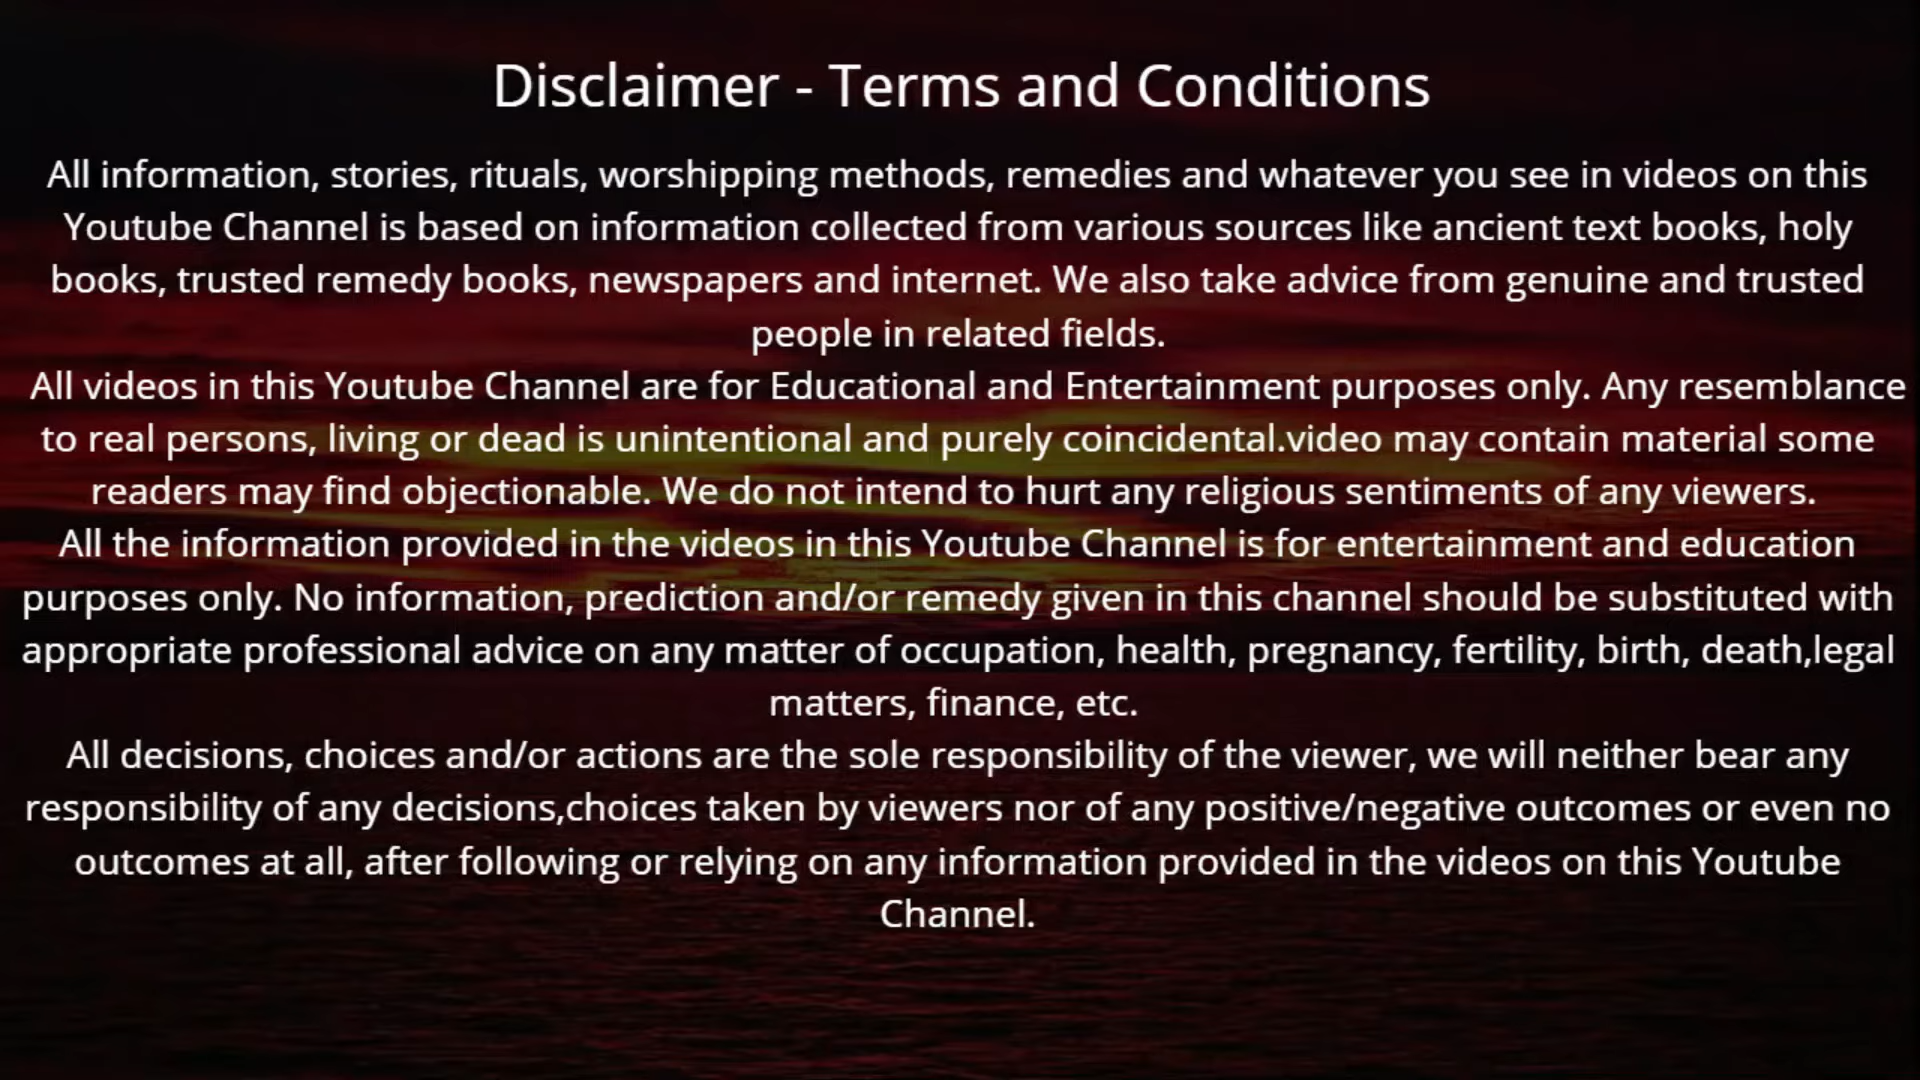 Disclaimer - Terms and Conditions
All information, stories, rituals, worshipping methods, remedies and whatever you see in videos on this
Youtube Channel is based on information collected from various sources like ancient text books, holy
books, trusted remedy books, newspapers and internet. We also take advice from genuine and trusted
people in related fields.
All videos in this Youtube Channel are for Educational and Entertainment purposes only. Any resemblance
to real persons, living or dead is unintentional and purely coincidental.video may contain material some
readers may find objectionable. We do not intend to hurt any religious sentiments of any viewers.
All the information provided in the videos in this Youtube Channel is for entertainment and education
purposes only. No information, prediction and/or remedy given in this channel should be substituted with
appropriate professional advice on any matter of occupation, health, pregnancy, fertility, birth, death,legal
matters, finance, etc.
All decisions, choices and/or actions are the sole responsibility of the viewer, we will neither bear any
responsibility of any decisions,choices taken by viewers nor of any positive/negative outcomes or even no
outcomes at all, after following or relying on any information provided in the videos on this Youtube
Channel.